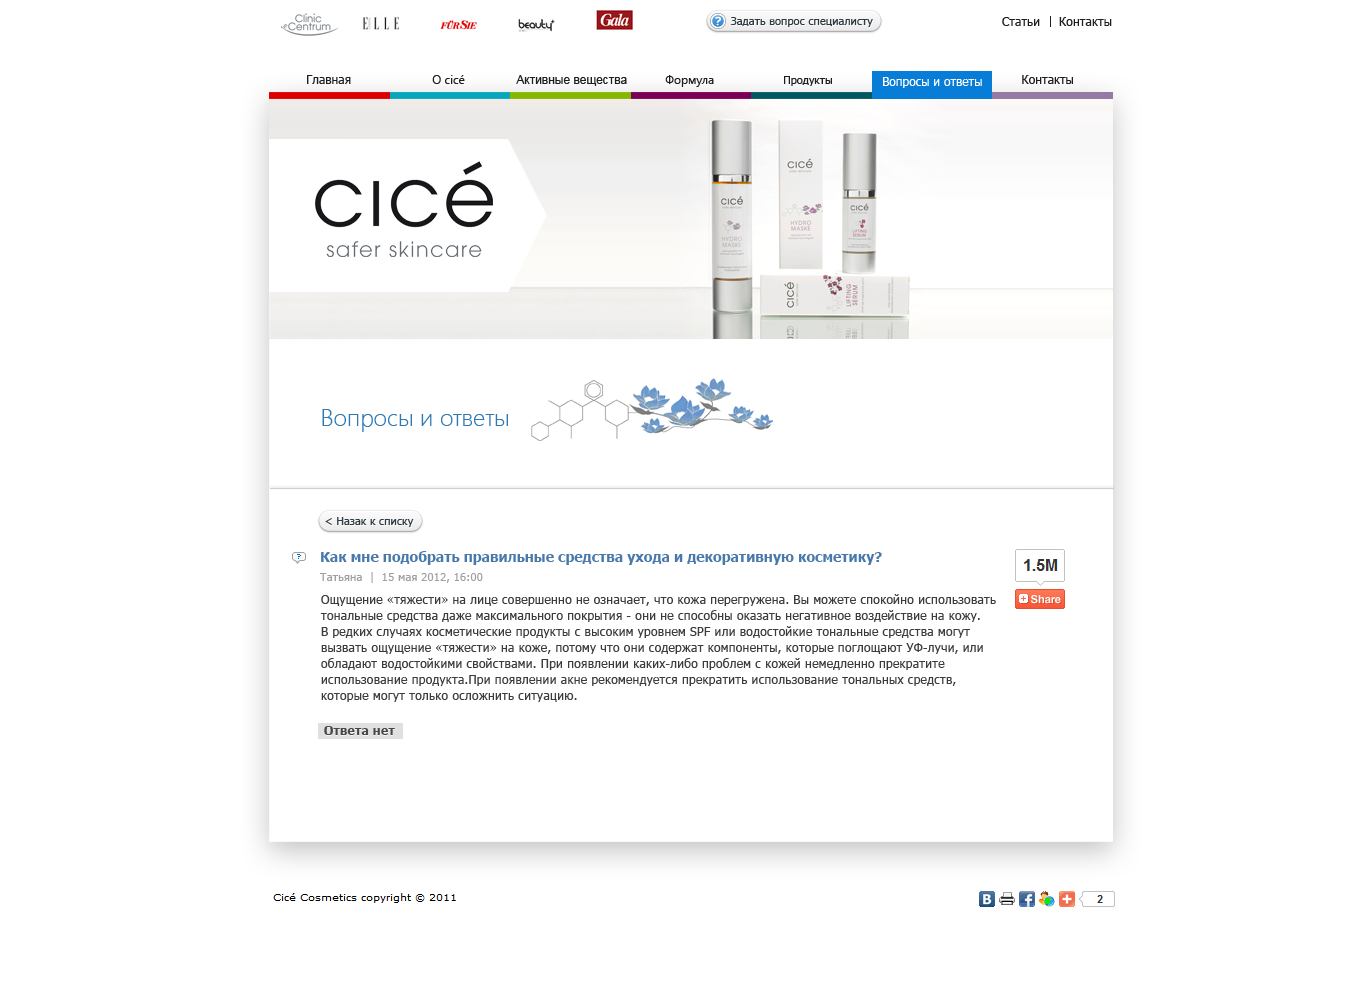 Clinic
Centrum
ELLE
FÜR SIE
beauty
Gala
Задать вопрос специалисту
Статьи | Контакты
Главная
О cicé
Активные вещества
Формула
Продукты
Вопросы и ответы
Контакты
cicé
safer skincare
cicé
HYDRO
MASKE
cicé
safer skincare
HYDRO
MASKE
cicé
LIFTING
SERUM
cicé
LIFTING
SERUM
Вопросы и ответы
< Назак к списку
Как мне подобрать правильные средства ухода и декоративную косметику?
1.5M
Share
Татьяна | 15 мая 2012, 16:00
Ощущение «тяжести» на лице совершенно не означает, что кожа перегружена. Вы можете спокойно использовать
тональные средства даже максимального покрытия - они не способны оказать негативное воздействие на кожу.
В редких случаях косметические продукты с высоким уровнем SPF или водостойкие тональные средства могут
вызвать ощущение «тяжести» на коже, потому что они содержат компоненты, которые поглощают УФ-лучи, или
обладают водостойкими свойствами. При появлении каких-либо проблем с кожей немедленно прекратите
использование продукта.При появлении акне рекомендуется прекратить использование тональных средств,
которые могут только осложнить ситуацию.
Ответа нет
Cicé Cosmetics copyright © 2011
2